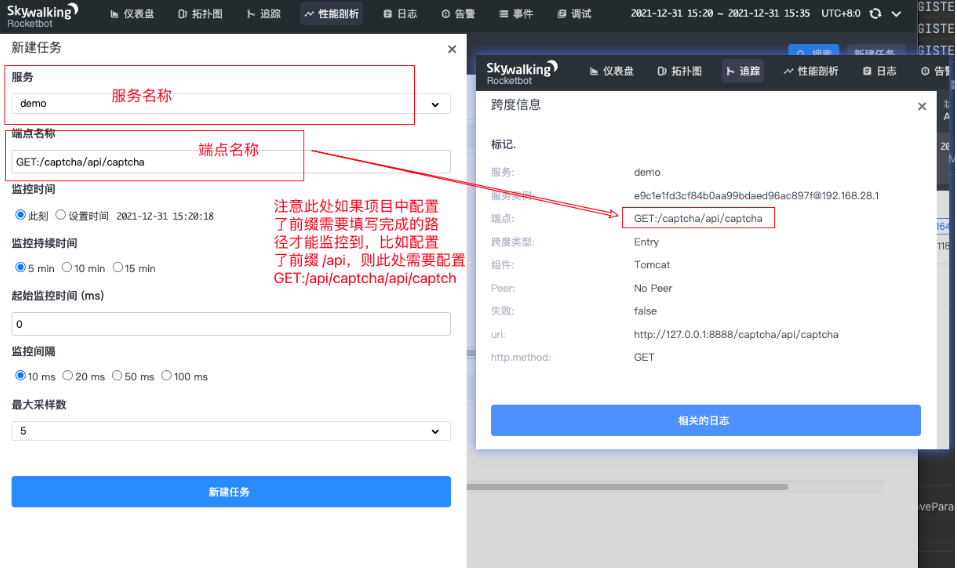 Skywalking
Rocketbot
仪表盘
拓扑图
追踪
性能剖析
日志
告警
事件
调试
2021-12-31 15:20 ~ 2021-12-31 15:35
UTC+8:0
GISTE
GISTE
GISTE
搜索
新建任务
新建任务
服务
demo
服务名称
端点名称
GET:/captcha/api/captcha
端点名称
监控时间
此刻
设置时间
2021-12-31 15:20:18
注意此处如果项目中配置
了前缀需要填写完成的路
径才能监控到，比如配置
了前缀 /api，则此处需要配置
GET:/api/captcha/api/captch
监控持续时间
5 min
10 min
15 min
起始监控时间 (ms)
0
监控间隔
10 ms
20 ms
50 ms
100 ms
最大采样数
5
新建任务
Skywalking
Rocketbot
仪表盘
拓扑图
追踪
性能剖析
日志
告
跨度信息
标记.
服务:
demo
服务实例:
e9c1e1fd3cf84b0aa99bdaed96ac897f@192.168.28.1
端点:
GET:/captcha/api/captcha
跨度类型:
Entry
组件:
Tomcat
Peer:
No Peer
失败:
false
url:
http://127.0.0.1:8888/captcha/api/captcha
http.method:
GET
相关的日志
20
164
118
vePara